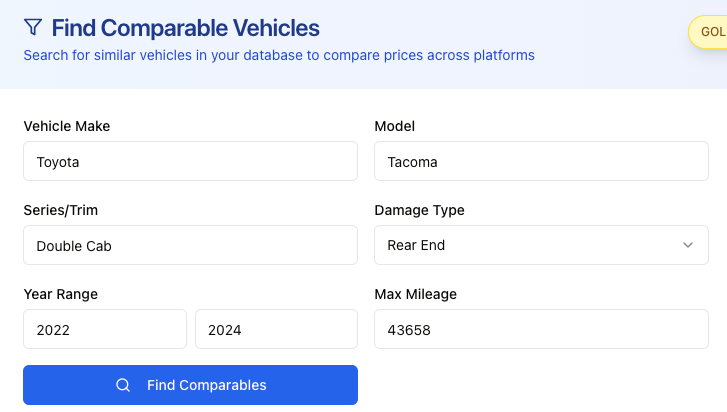 Find Comparable Vehicles
GOL
Search for similar vehicles in your database to compare prices across platforms
Vehicle Make
Model
Toyota
Tacoma
Series/Trim
Damage Type
Double Cab
Rear End
Year Range
Max Mileage
2022
2024
43658
Find Comparables